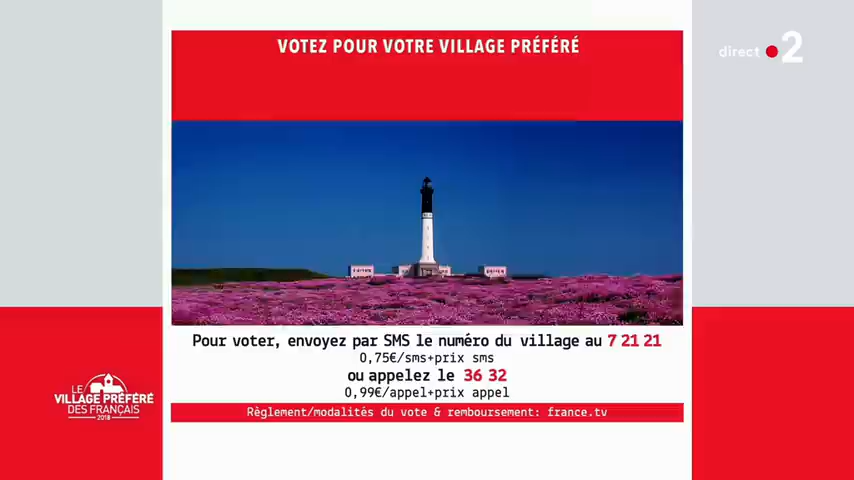 VOTEZ POUR VOTRE VILLAGE PRÉFÉRÉ
direct 2
Pour voter, envoyez par SMS le numéro du village au 7 21 21
0,75€/sms+prix sms
ou appelez le 36 32
0,99€/appel+prix appel
Règlement/modalités du vote & remboursement: france.tv
LE
VILLAGE PRÉFÉRÉ
DES FRANÇAIS
2018